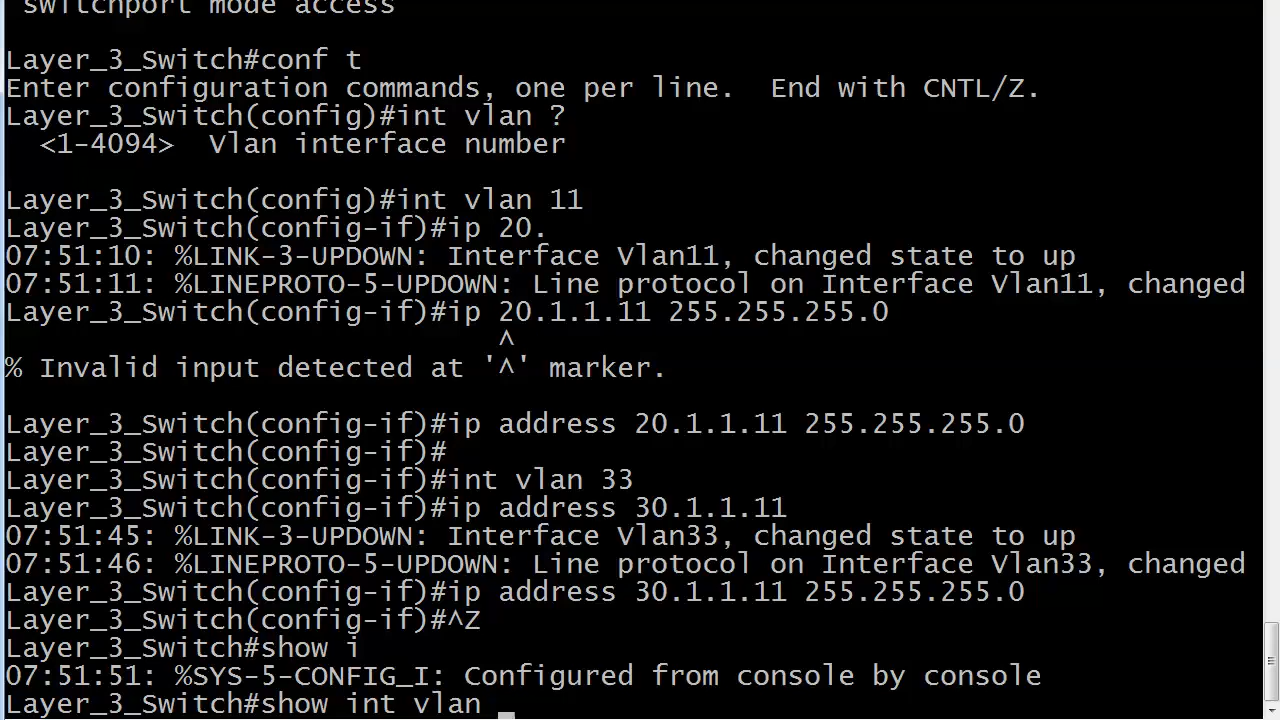 switchport mode access
Layer_3_Switch#conf t
Enter configuration commands, one per line.  End with CNTL/Z.
Layer_3_Switch(config)#int vlan ?
  <1-4094>  Vlan interface number
Layer_3_Switch(config)#int vlan 11
Layer_3_Switch(config-if)#ip 20.
07:51:10: %LINK-3-UPDOWN: Interface Vlan11, changed state to up
07:51:11: %LINEPROTO-5-UPDOWN: Line protocol on Interface Vlan11, changed
Layer_3_Switch(config-if)#ip 20.1.1.11 255.255.255.0
                             ^
% Invalid input detected at '^' marker.
Layer_3_Switch(config-if)#ip address 20.1.1.11 255.255.255.0
Layer_3_Switch(config-if)#
Layer_3_Switch(config-if)#int vlan 33
Layer_3_Switch(config-if)#ip address 30.1.1.11
07:51:45: %LINK-3-UPDOWN: Interface Vlan33, changed state to up
07:51:46: %LINEPROTO-5-UPDOWN: Line protocol on Interface Vlan33, changed
Layer_3_Switch(config-if)#ip address 30.1.1.11 255.255.255.0
Layer_3_Switch(config-if)#^Z
Layer_3_Switch#show i
07:51:51: %SYS-5-CONFIG_I: Configured from console by console
Layer_3_Switch#show int vlan